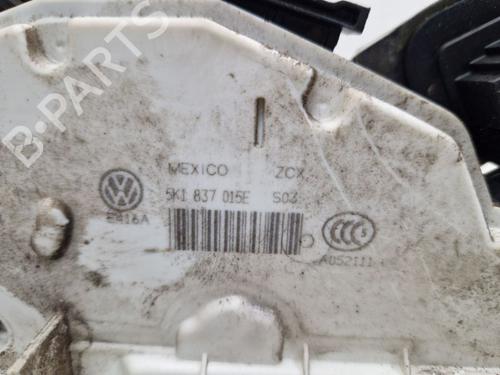 B-PARTS
MEXICO ZCX
5K1 837 015E S03
A052111